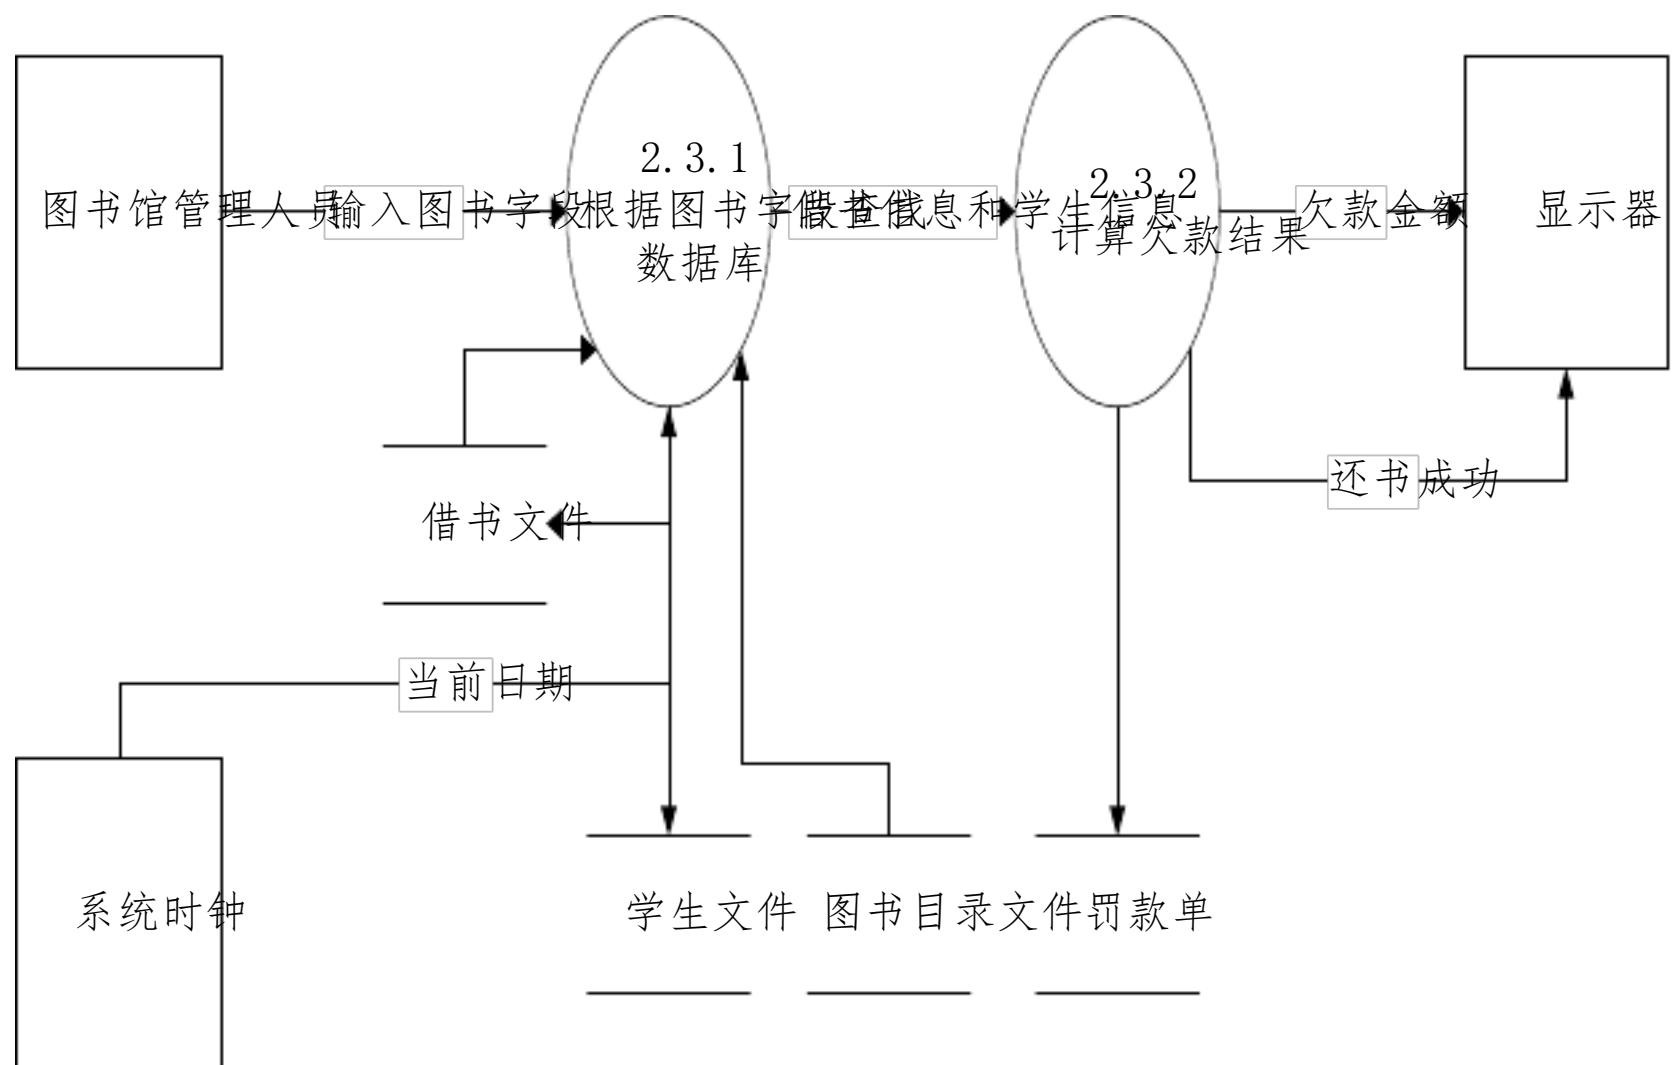 2.3.1
2.3.2
图书馆管理人员
输入图书字段
根据图书字段查找
借书信息和学生信息
欠款金额
显示器
计算欠款结果
数据库
还书成功
借书文件
当前日期
系统时钟
学生文件
图书目录文件
罚款单